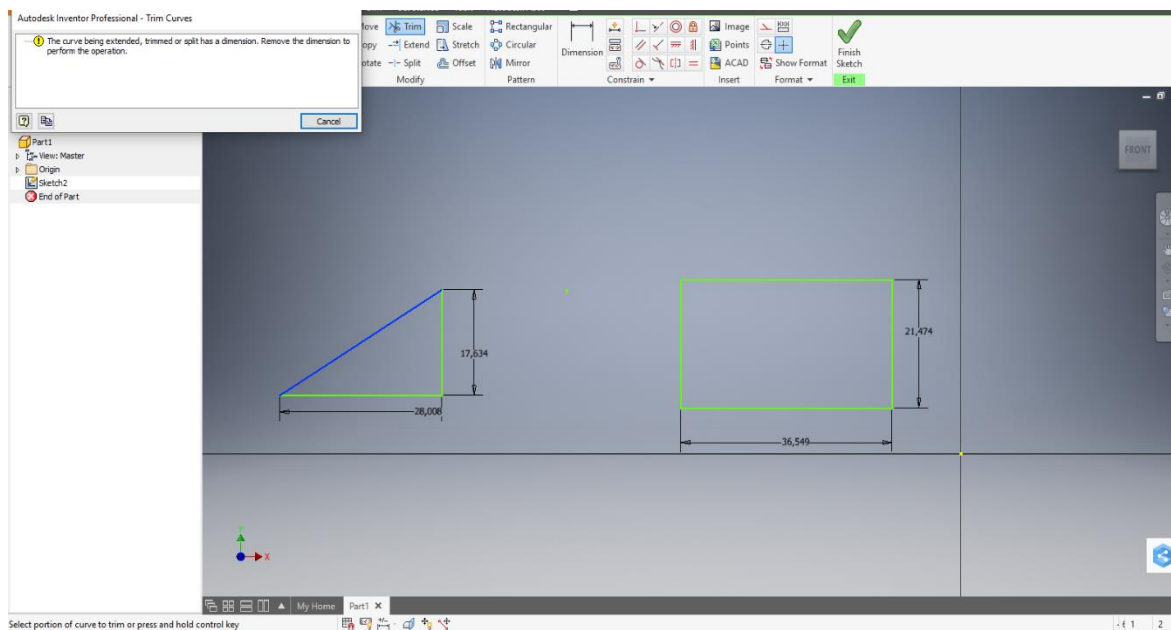 Autodesk Inventor Professional - Trim Curves
The curve being extended, trimmed or split has a dimension. Remove the dimension to
perform the operation.
Cancel
Trim Scale Rectangular
Extend Stretch Circular
Split Offset Mirror
Modify Pattern
Dimension
Constrain
Image
Points
ACAD
Insert
Show Format
Format
Finish
Sketch
Exit
Part1
View: Master
Origin
Sketch2
End of Part
FRONT
17,634
28,008
21,474
36,549
Y
X
My Home Part1
Select portion of curve to trim or press and hold control key
1 2